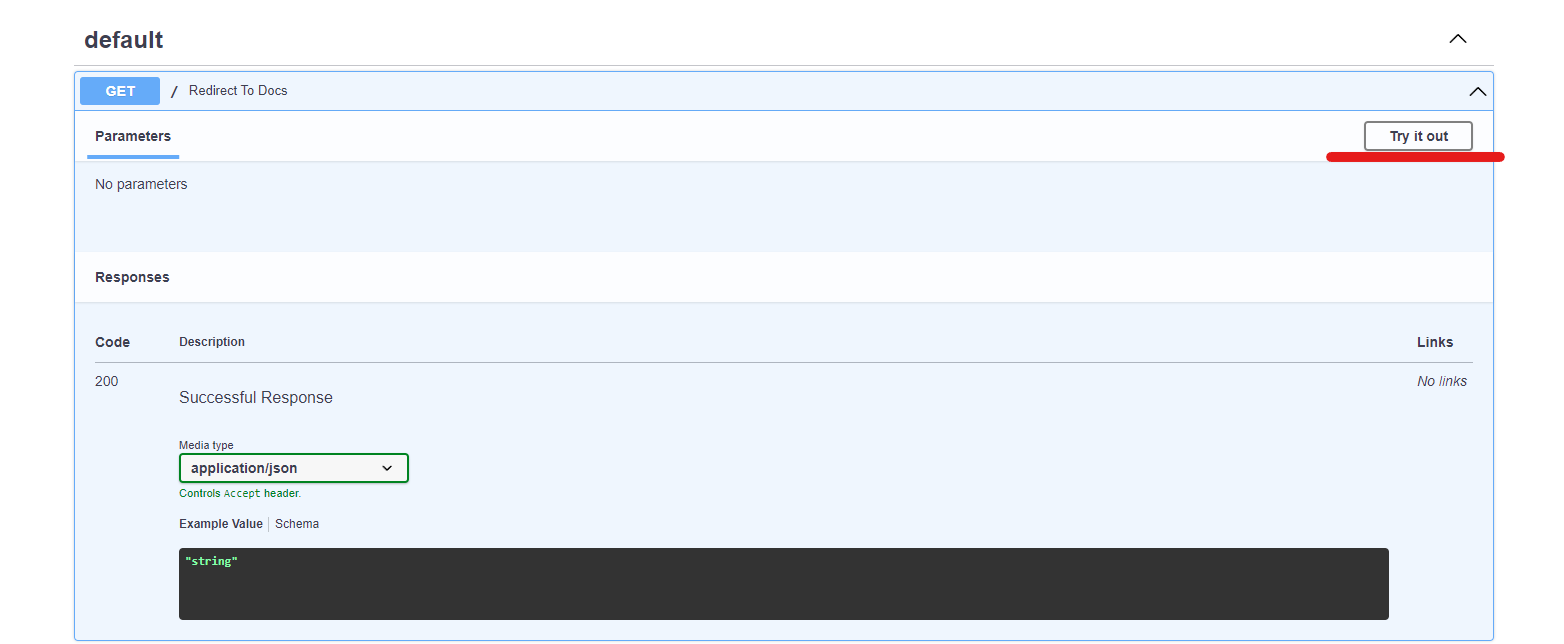 default
GET / Redirect To Docs
Parameters
Try it out
No parameters
Responses
Code Description Links
200 No links
Successful Response
Media type
application/json
Controls Accept header.
Example Value Schema
"string"